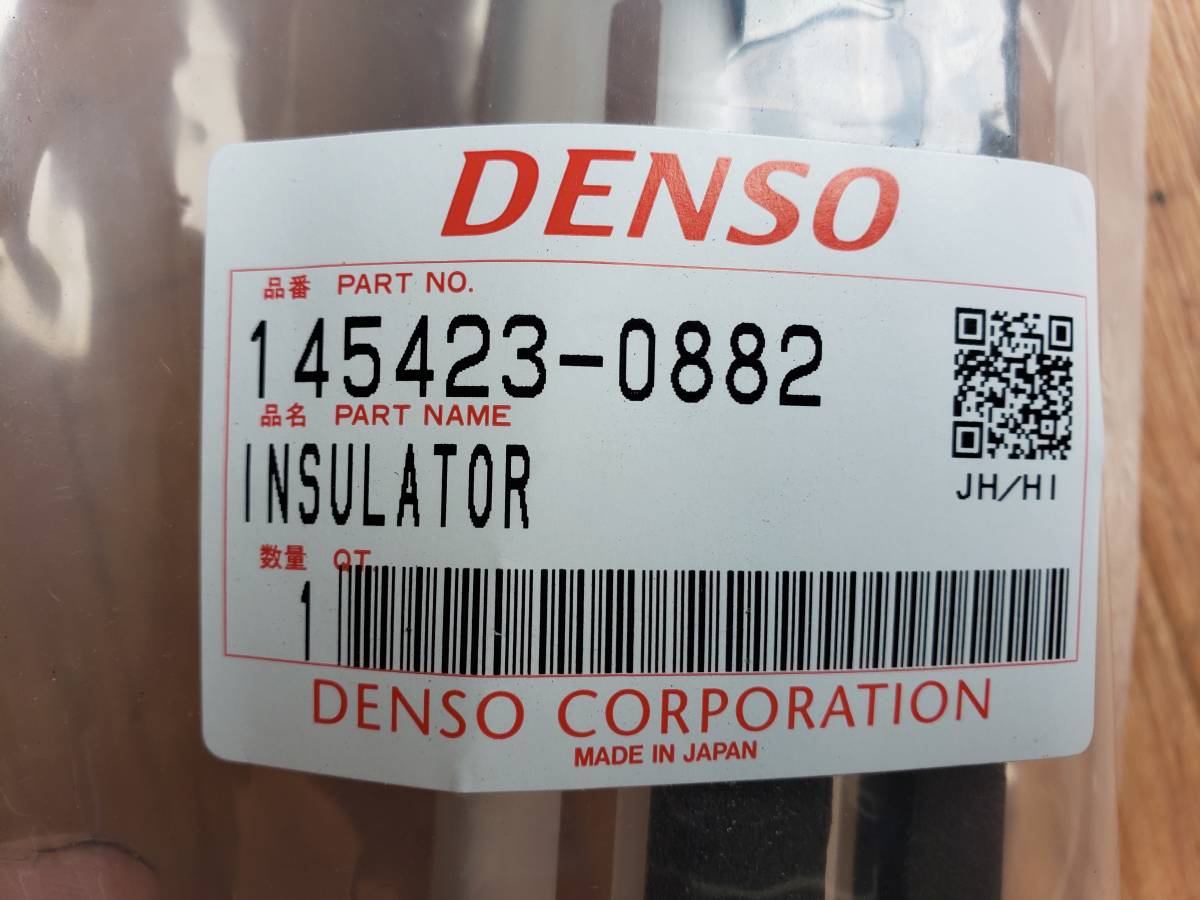 DENSO
品番 PART NO.
145423-0882
品名 PART NAME
INSULATOR
JH/HI
数量 QT
1
DENSO CORPORATION
MADE IN JAPAN